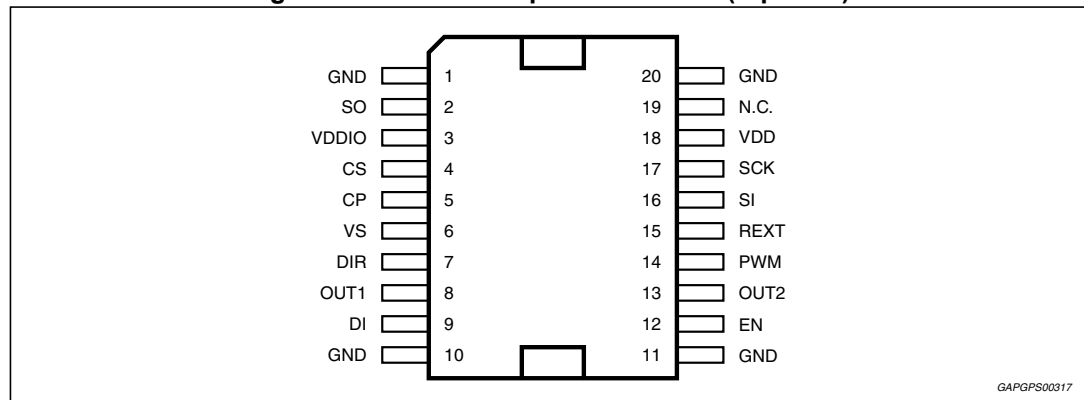 GND 1 20 GND
SO 2 19 N.C.
VDDIO 3 18 VDD
CS 4 17 SCK
CP 5 16 SI
VS 6 15 REXT
DIR 7 14 PWM
OUT1 8 13 OUT2
DI 9 12 EN
GND 10 11 GND
GAPGPS00317